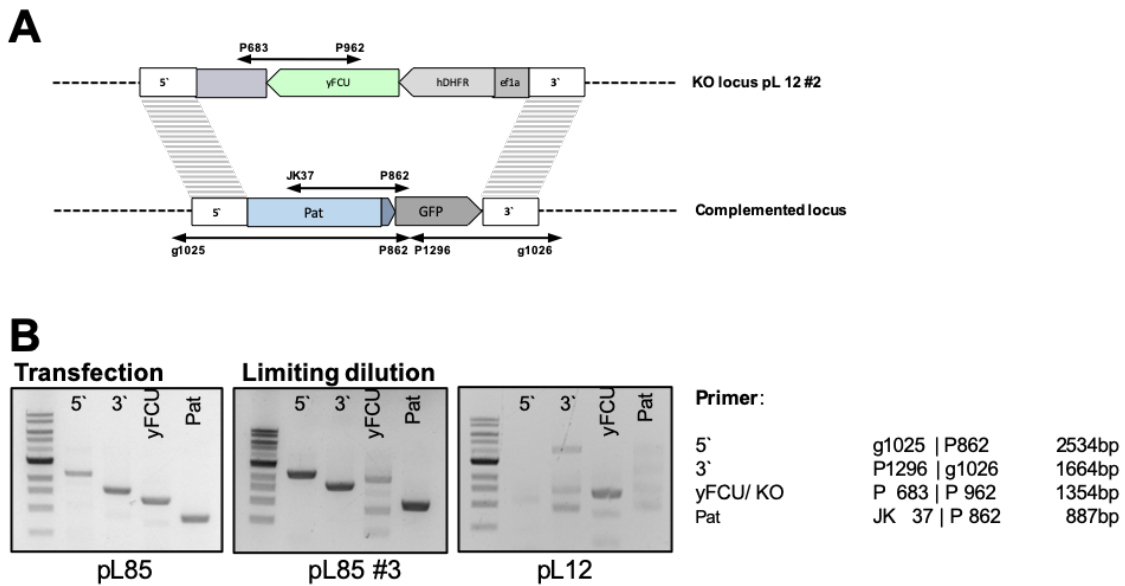 A
P683 P962
5` yFCU hDHFR ef1a 3` KO locus pL 12 #2
JK37 P862
5` Pat GFP 3` Complemented locus
g1025 P862 P1296 g1026
B
Transfection Limiting dilution
5` 3` yFCU Pat 5` 3` yFCU Pat 5` 3` yFCU Pat
pL85 pL85 #3 pL12
Primer:
5` g1025 | P862 2534bp
3` P1296 | g1026 1664bp
yFCU/ KO P 683 | P 962 1354bp
Pat JK 37 | P 862 887bp